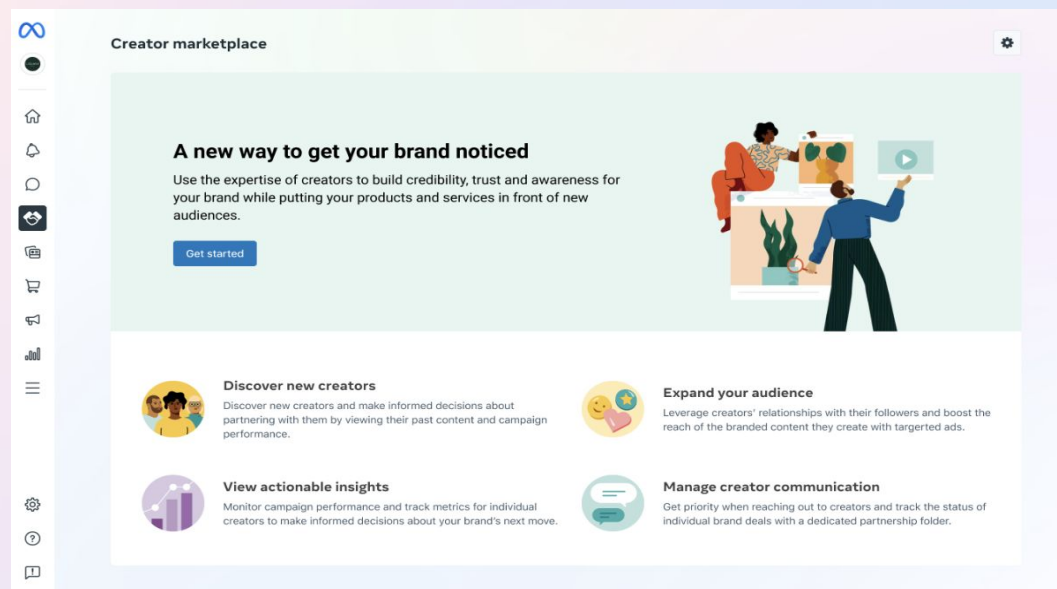 Creator marketplace
A new way to get your brand noticed
Use the expertise of creators to build credibility, trust and awareness for
your brand while putting your products and services in front of new
audiences.
Get started
Discover new creators
Discover new creators and make informed decisions about
partnering with them by viewing their past content and campaign
performance.
Expand your audience
Leverage creators' relationships with their followers and boost the
reach of the branded content they create with targerted ads.
View actionable insights
Monitor campaign performance and track metrics for individual
creators to make informed decisions about your brand's next move.
Manage creator communication
Get priority when reaching out to creators and track the status of
individual brand deals with a dedicated partnership folder.